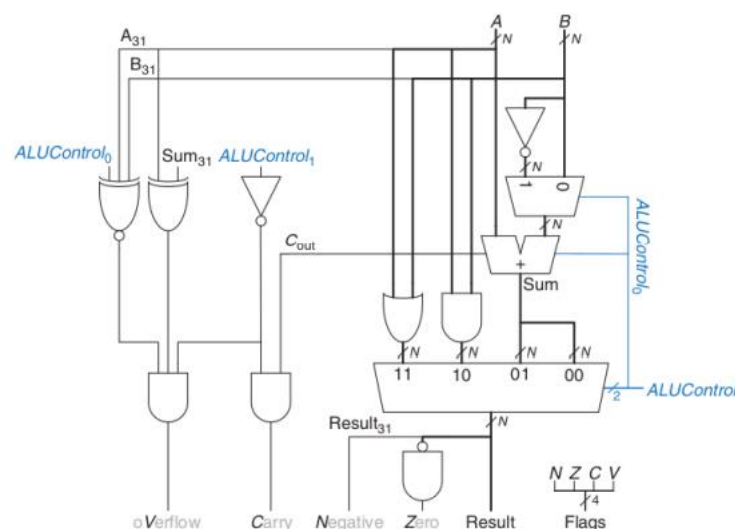 A B
N N
A31
B31
ALUControl0 Sum31 ALUControl1
N
1 0
N
ALUControl0
Cout
+
Sum
N N N N
11 10 01 00
2 ALUControl
N
Result31
N Z C V
4
oVerflow Carry Negative Zero Result Flags